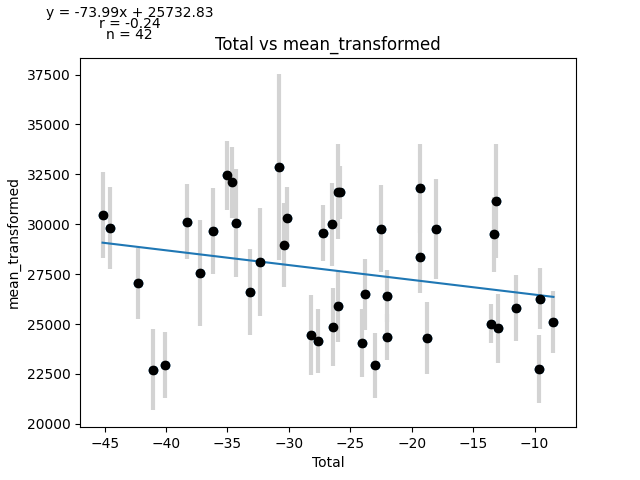 y = -73.99x + 25732.83
r = -0.24
n = 42
Total vs mean_transformed
37500
35000
32500
30000
27500
25000
22500
20000
mean_transformed
−45 −40 −35 −30 −25 −20 −15 −10
Total